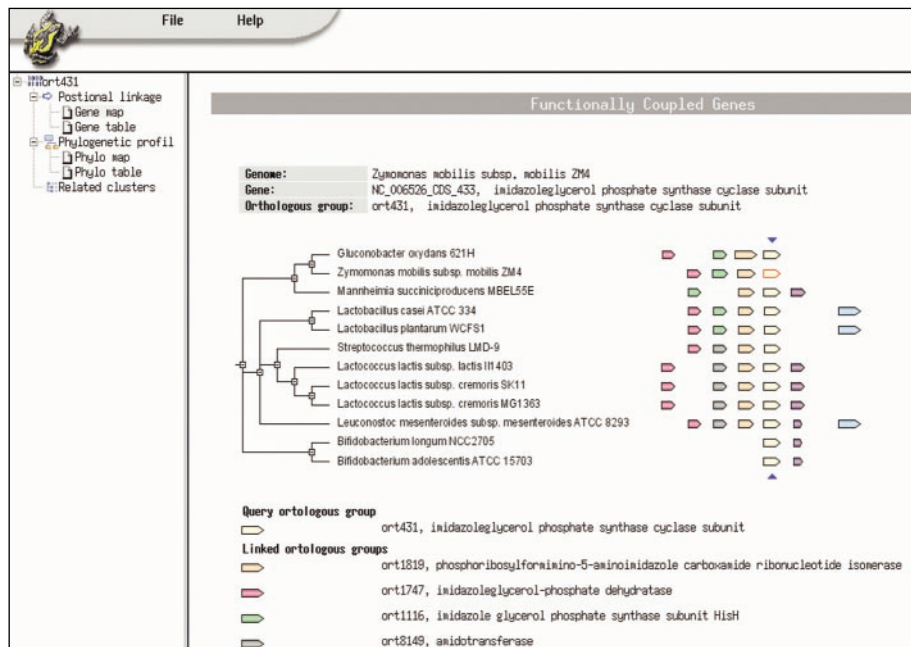 File Help
ort431
Postional linkage
Gene map
Gene table
Phylogenetic profil
Phylo map
Phylo table
Related clusters
Functionally Coupled Genes
Genome: Zymomonas mobilis subsp. mobilis ZM4
Gene: NC_006526_CDS_433, imidazoleglycerol phosphate synthase cyclase subunit
Orthologous group: ort431, imidazoleglycerol phosphate synthase cyclase subunit
Gluconobacter oxydans 621H
Zymomonas mobilis subsp. mobilis ZM4
Mannheimia succiniciproducens MBEL55E
Lactobacillus casei ATCC 334
Lactobacillus plantarum WCFS1
Streptococcus thermophilus LMD-9
Lactococcus lactis subsp. lactis Il1403
Lactococcus lactis subsp. cremoris SK11
Lactococcus lactis subsp. cremoris MG1363
Leuconostoc mesenteroides subsp. mesenteroides ATCC 8293
Bifidobacterium longum NCC2705
Bifidobacterium adolescentis ATCC 15703
Query ortologous group
ort431, imidazoleglycerol phosphate synthase cyclase subunit
Linked ortologous groups
ort1819, phosphoribosylformimino-5-aminoimidazole carboxamide ribonucleotide isomerase
ort1747, imidazoleglycerol-phosphate dehydratase
ort1116, imidazole glycerol phosphate synthase subunit HisH
ort8149, amidotransferase